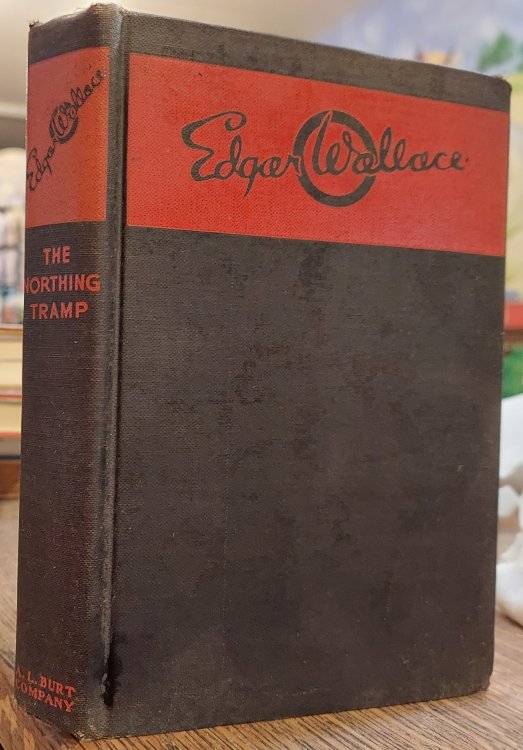 Edgar Wallace
THE
NORTHING
TRAMP
A. L. BURT
COMPANY
Edgar Wallace